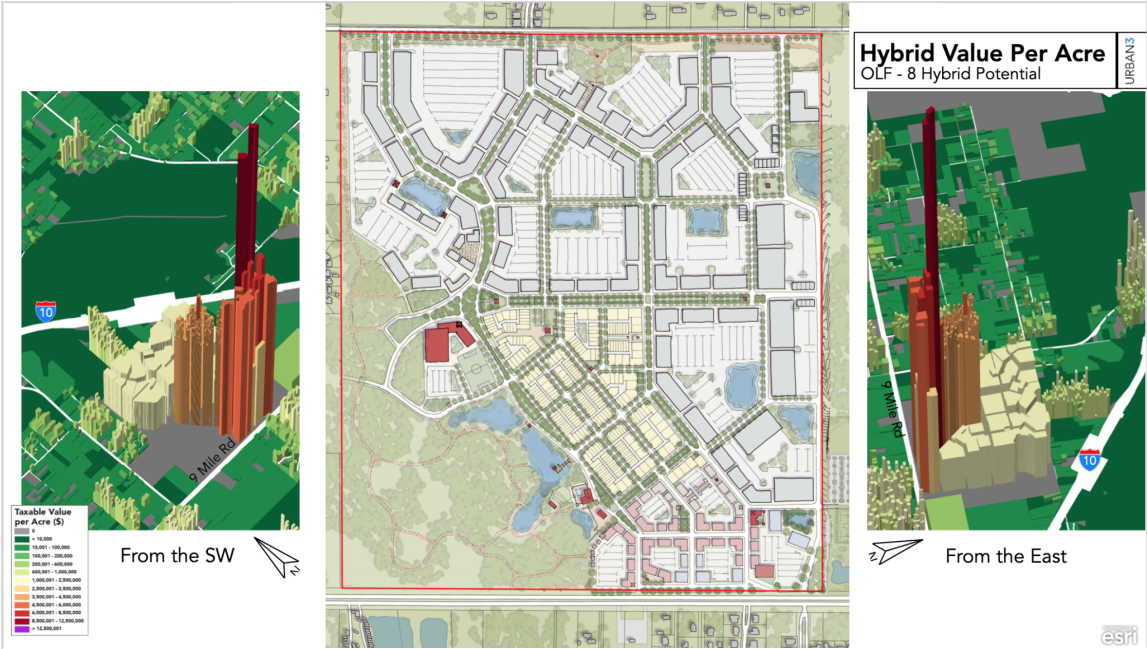 Hybrid Value Per Acre
OLF - 8 Hybrid Potential
URBAN3
10
9 Mile Rd
Taxable Value
per Acre ($)
0
< 10,000
10,001 - 100,000
100,001 - 200,000
200,001 - 600,000
600,001 - 1,000,000
1,000,001 - 2,500,000
2,500,001 - 3,500,000
3,500,001 - 4,500,000
4,500,001 - 6,000,000
6,000,001 - 8,500,000
8,500,001 - 12,500,000
> 12,500,001
From the SW
N
9 Mile Rd
10
N
From the East
esri